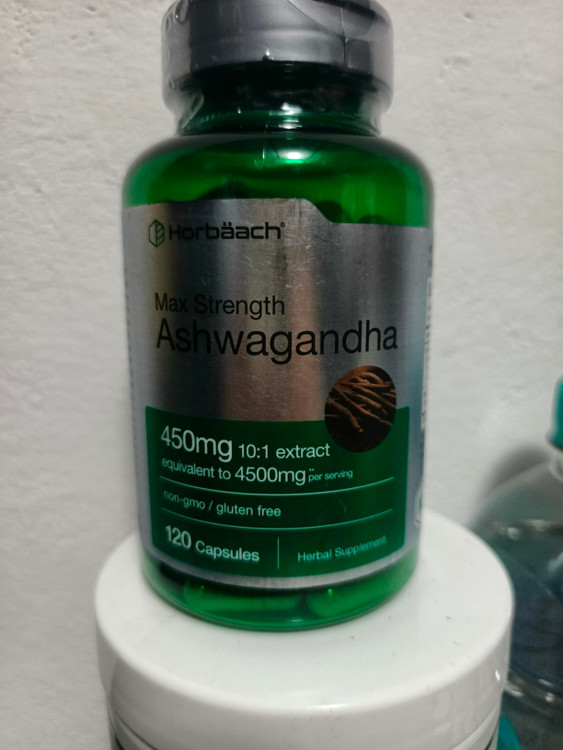 Horbäach®
Max Strength
Ashwagandha
450mg 10:1 extract
equivalent to 4500mg** per serving
non-gmo / gluten free
120 Capsules | Herbal Supplement